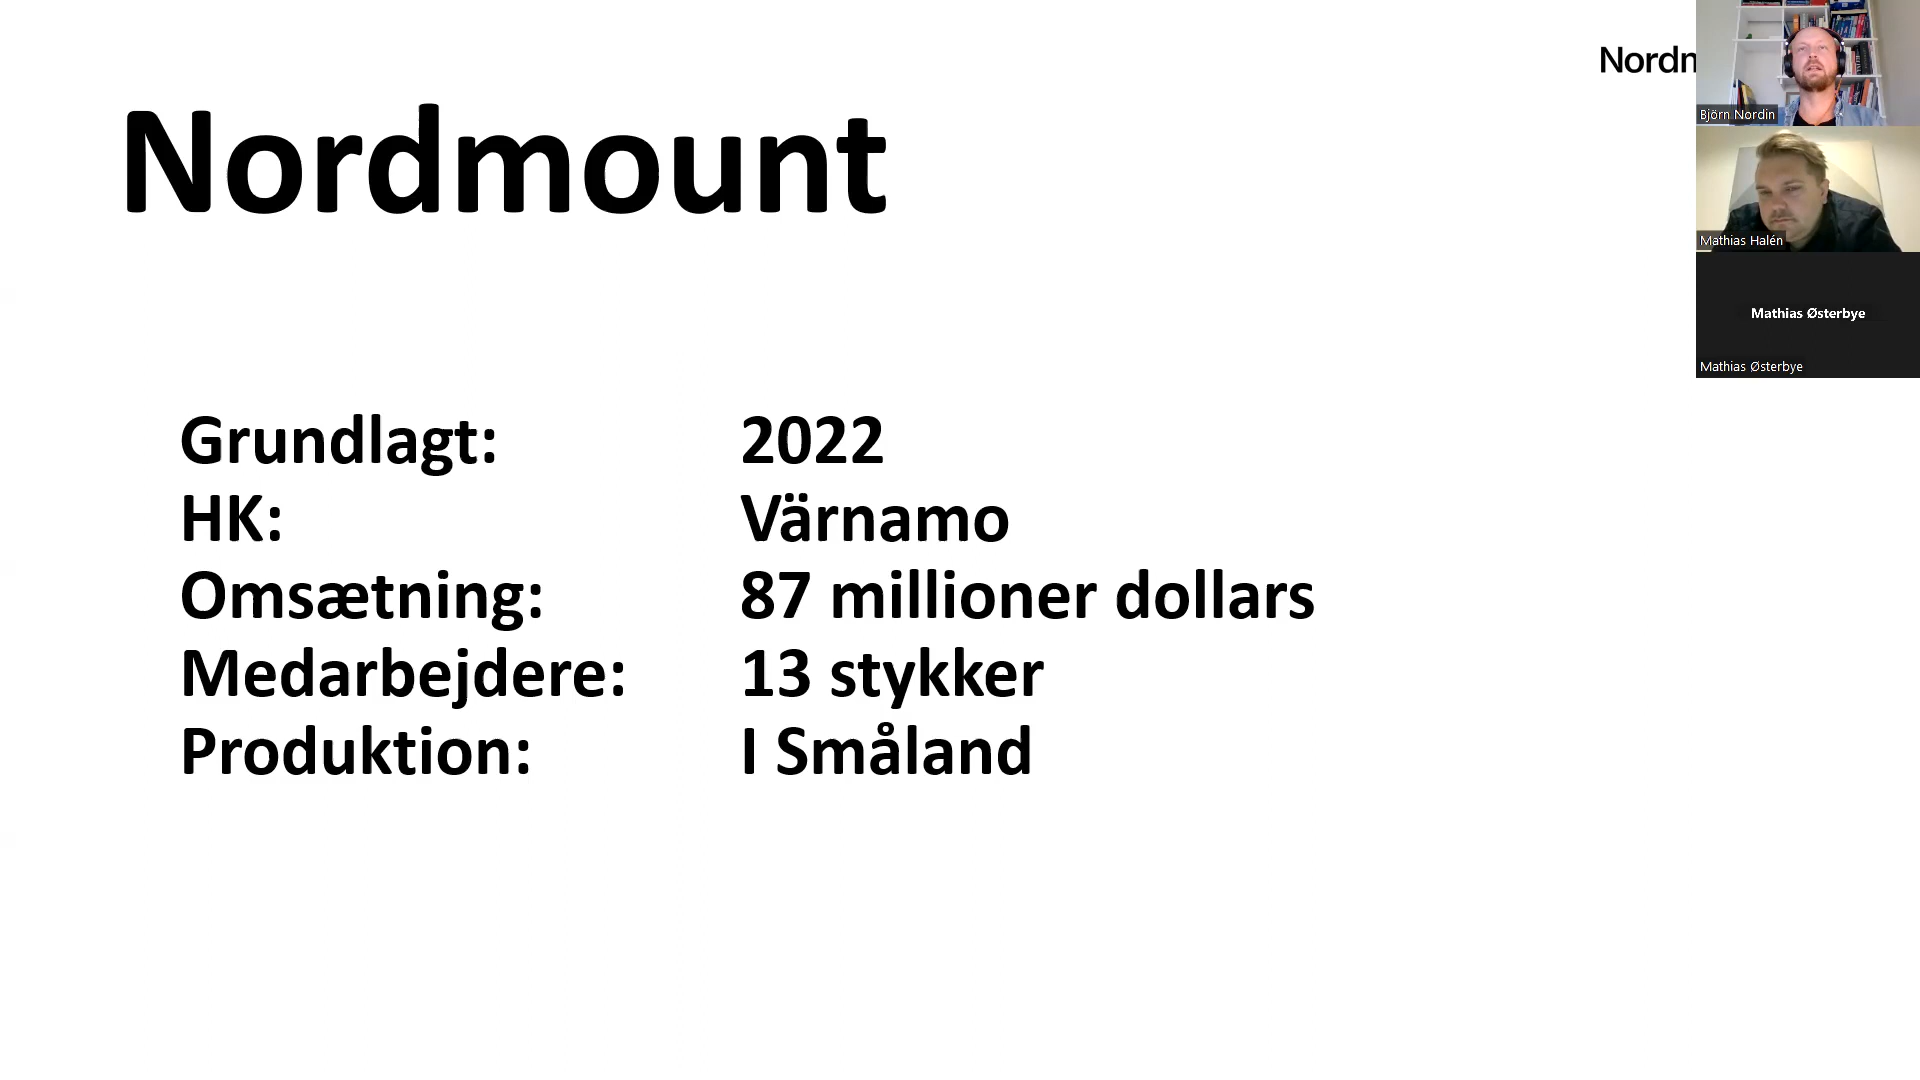 Nordmount
Grundlagt: 2022
HK: Värnamo
Omsætning: 87 millioner dollars
Medarbejdere: 13 stykker
Produktion: I Småland
Björn Nordin
Mathias Halén
Mathias Østerbye
Mathias Østerbye